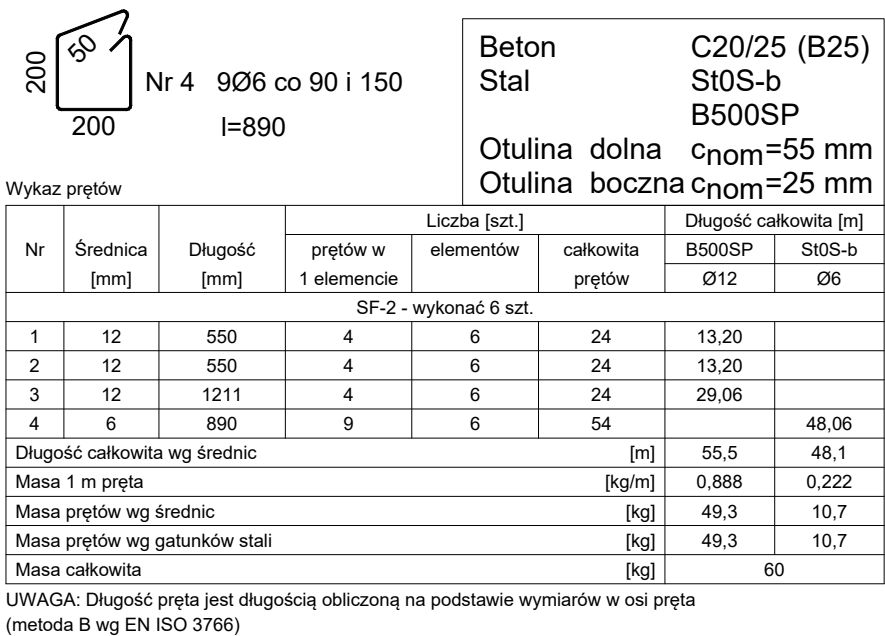 200
50
200
Nr 4 9Ø6 co 90 i 150
l=890
Beton C20/25 (B25)
Stal St0S-b
B500SP
Otulina dolna cnom=55 mm
Otulina boczna cnom=25 mm
Wykaz prętów
Nr Średnica [mm] Długość [mm] Liczba [szt.] Długość całkowita [m]
prętów w 1 elemencie elementów całkowita prętów B500SP St0S-b
Ø12 Ø6
SF-2 - wykonać 6 szt.
1 12 550 4 6 24 13,20
2 12 550 4 6 24 13,20
3 12 1211 4 6 24 29,06
4 6 890 9 6 54 48,06
Długość całkowita wg średnic [m] 55,5 48,1
Masa 1 m pręta [kg/m] 0,888 0,222
Masa prętów wg średnic [kg] 49,3 10,7
Masa prętów wg gatunków stali [kg] 49,3 10,7
Masa całkowita [kg] 60
UWAGA: Długość pręta jest długością obliczoną na podstawie wymiarów w osi pręta
(metoda B wg EN ISO 3766)